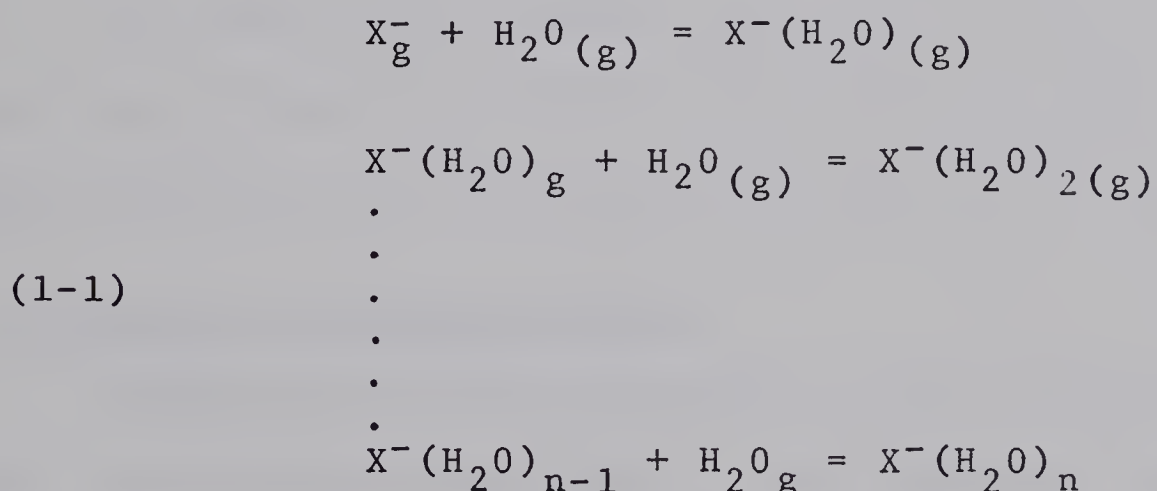 X⁻g + H₂O(g) = X⁻(H₂O)(g)
X⁻(H₂O)g + H₂O(g) = X⁻(H₂O)₂(g)
.
.
(1-1)
.
.
.
.
X⁻(H₂O)n-1 + H₂Og = X⁻(H₂O)n